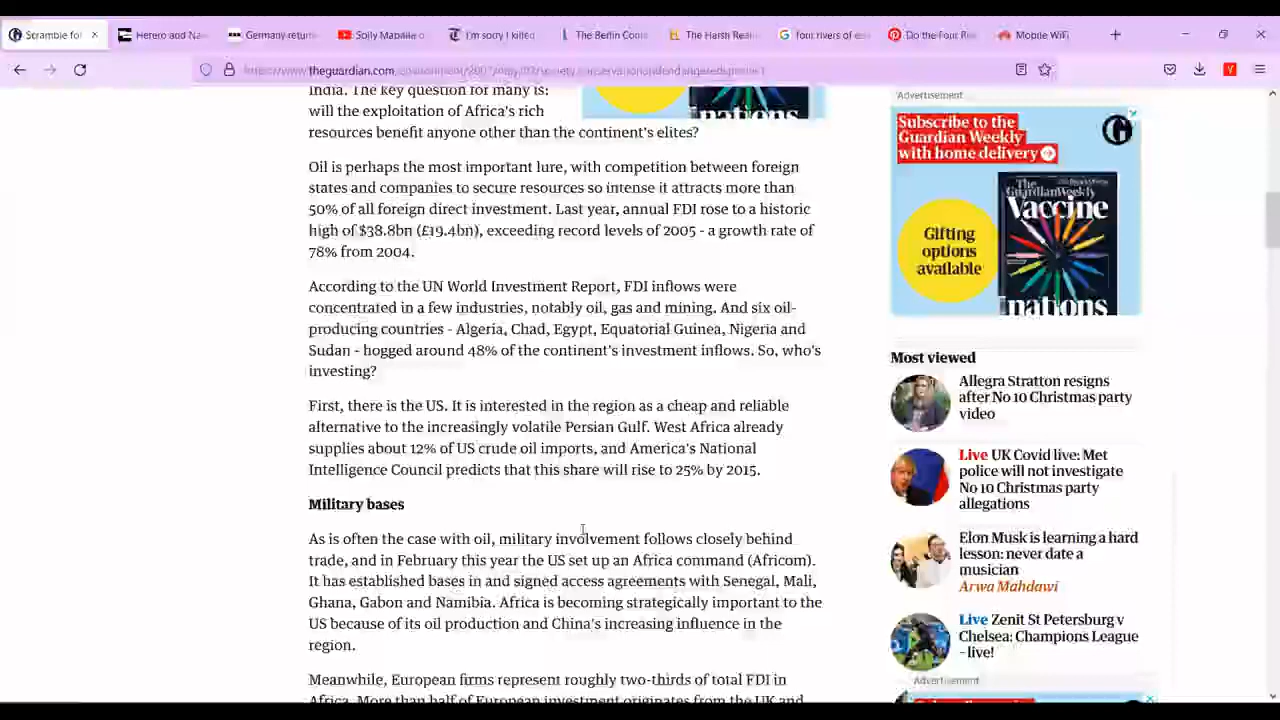 Scramble fo
Herero and Na
Germany return
Solly Mapaila o
I'm sorry I killed
The Berlin Con
The Harsh Rea
four rivers of e
Do the Four Riv
Mobile WiFi
theguardian.com
India. The key question for many is:
will the exploitation of Africa's rich
resources benefit anyone other than the continent's elites?
Oil is perhaps the most important lure, with competition between foreign
states and companies to secure resources so intense it attracts more than
50% of all foreign direct investment. Last year, annual FDI rose to a historic
high of $38.8bn (£19.4bn), exceeding record levels of 2005 - a growth rate of
78% from 2004.
According to the UN World Investment Report, FDI inflows were
concentrated in a few industries, notably oil, gas and mining. And six oil-
producing countries - Algeria, Chad, Egypt, Equatorial Guinea, Nigeria and
Sudan - hogged around 48% of the continent's investment inflows. So, who's
investing?
First, there is the US. It is interested in the region as a cheap and reliable
alternative to the increasingly volatile Persian Gulf. West Africa already
supplies about 12% of US crude oil imports, and America's National
Intelligence Council predicts that this share will rise to 25% by 2015.
Military bases
As is often the case with oil, military involvement follows closely behind
trade, and in February this year the US set up an Africa command (Africom).
It has established bases in and signed access agreements with Senegal, Mali,
Ghana, Gabon and Namibia. Africa is becoming strategically important to the
US because of its oil production and China's increasing influence in the
region.
Meanwhile, European firms represent roughly two-thirds of total FDI in
Africa. More than half of European investment originates from the UK and
nations
Advertisement
Subscribe to the
Guardian Weekly
with home delivery
Gifting
options
available
The
GuardianWeekly
Vaccine
nations
Most viewed
Allegra Stratton resigns
after No 10 Christmas party
video
Live UK Covid live: Met
police will not investigate
No 10 Christmas party
allegations
Elon Musk is learning a hard
lesson: never date a
musician
Arwa Mahdawi
Live Zenit St Petersburg v
Chelsea: Champions League
– live!
Advertisement